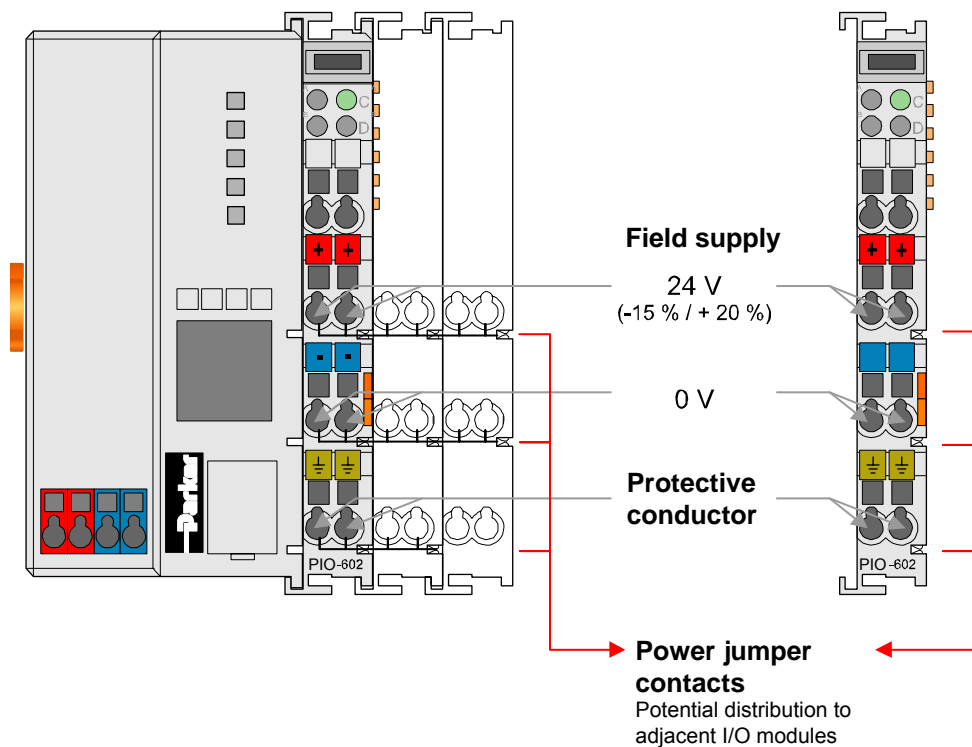 C
D
+ +
Parker
PIO-602
Field supply
24 V
(-15 % / + 20 %)
0 V
Protective
conductor
Power jumper
contacts
Potential distribution to
adjacent I/O modules
C
D
+ +
PIO-602